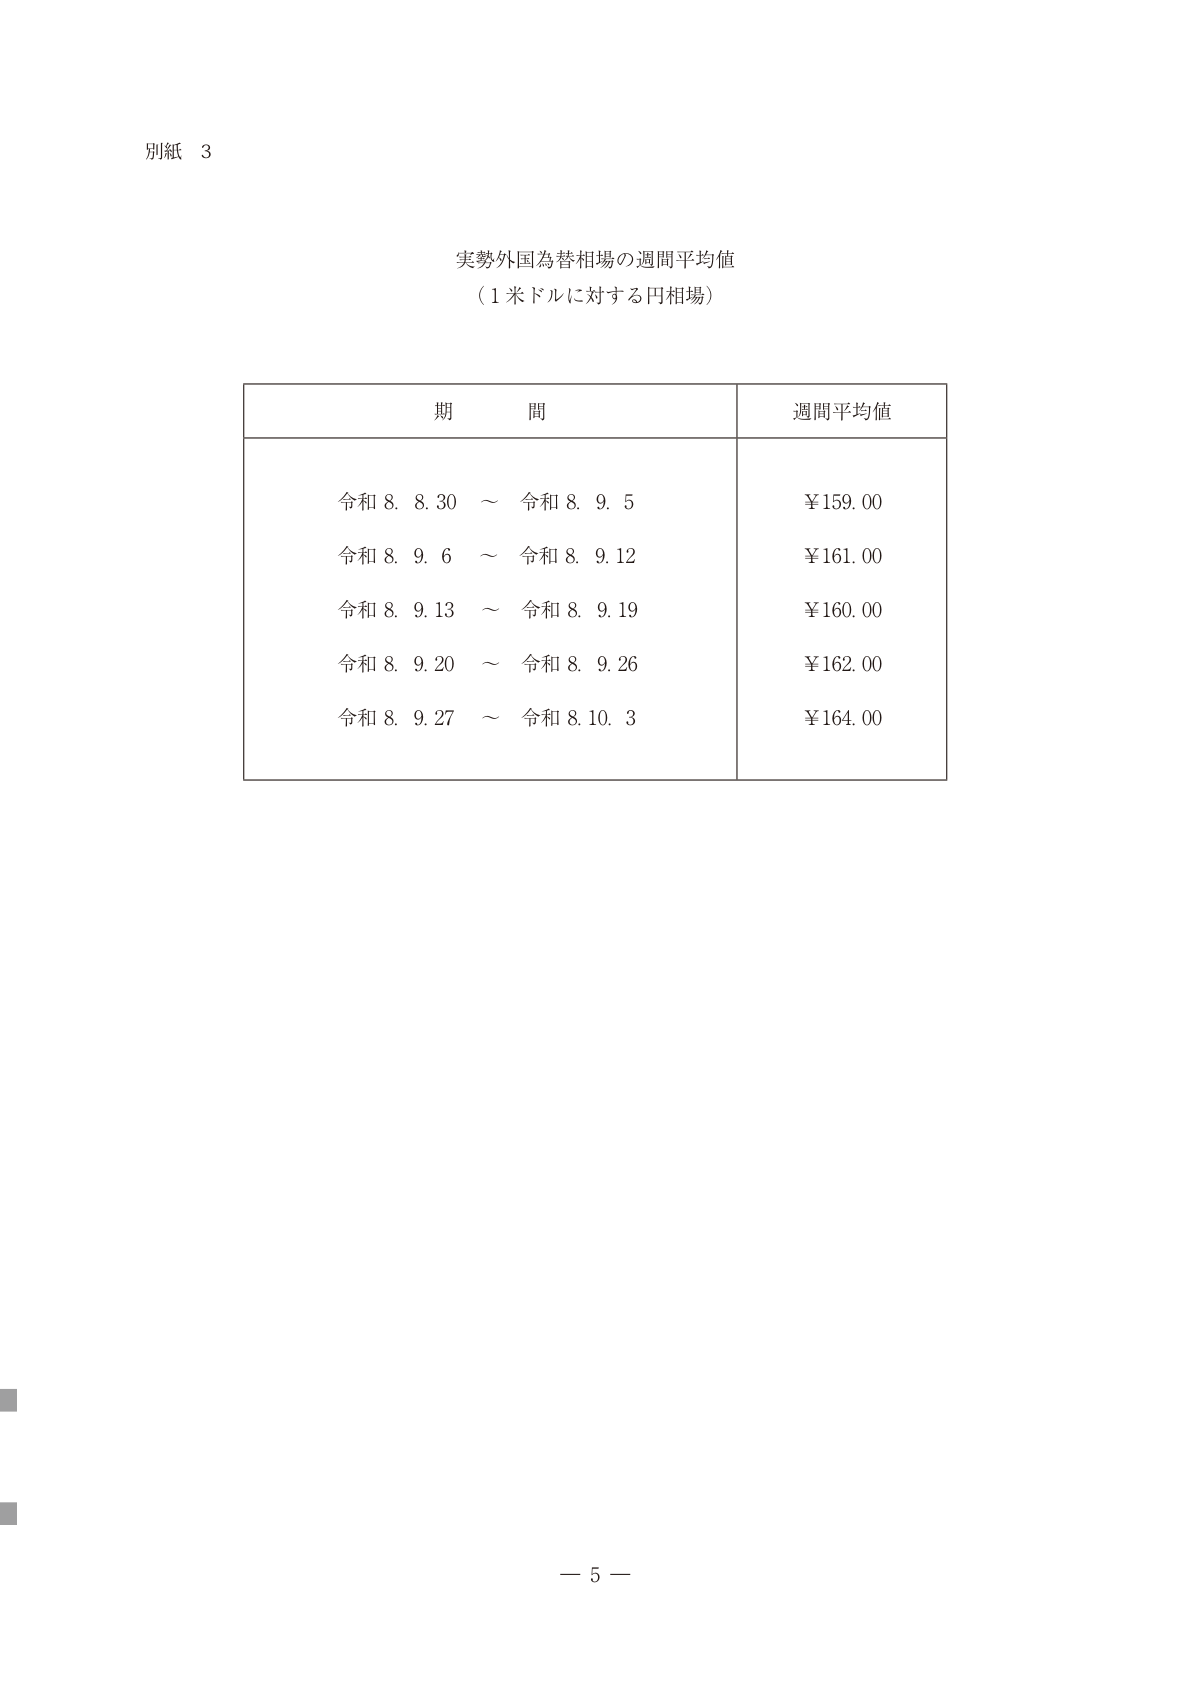 別紙　３
実勢外国為替相場の週間平均値
（１米ドルに対する円相場）
期　　　間　週間平均値
令和 8.  8. 30　～　令和 8.  9.  5　￥159. 00
令和 8.  9.  6　～　令和 8.  9. 12　￥161. 00
令和 8.  9. 13　～　令和 8.  9. 19　￥160. 00
令和 8.  9. 20　～　令和 8.  9. 26　￥162. 00
令和 8.  9. 27　～　令和 8. 10.  3　￥164. 00
― 5 ―